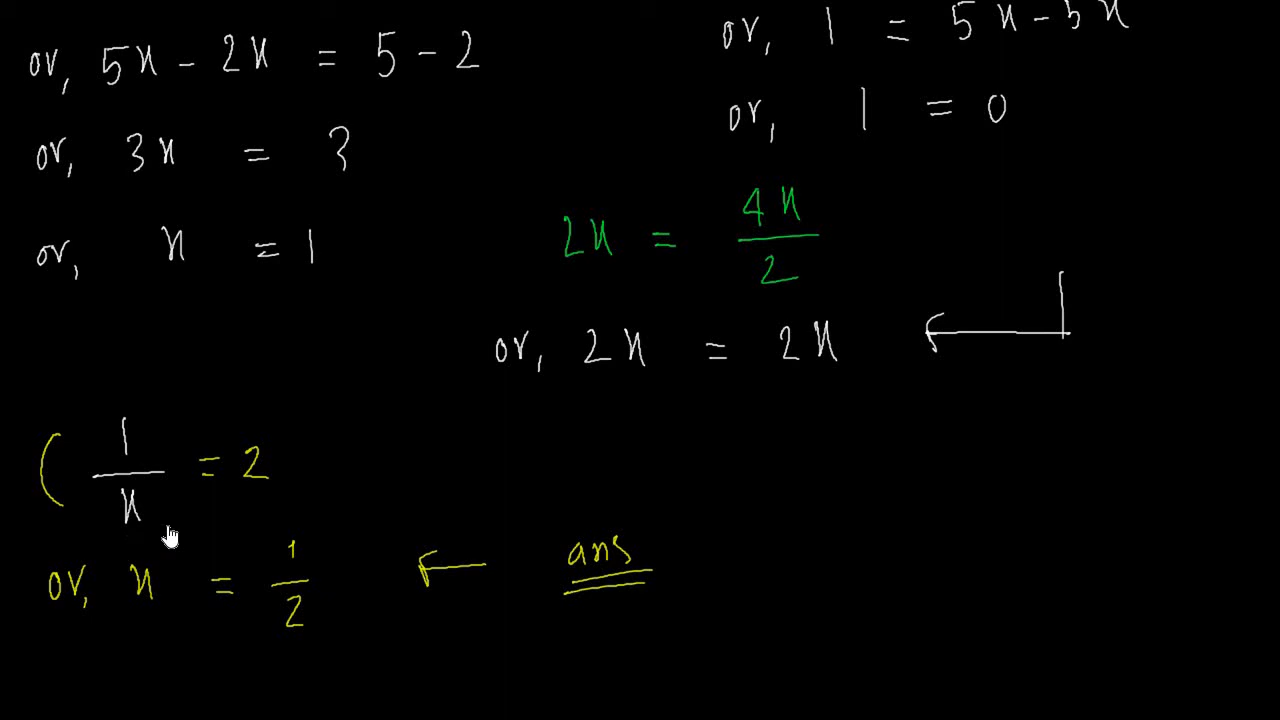 or, 5x - 2x = 5 - 2
or, 3x = 3
or, x = 1
or, 1 = 5x - 5x
or, 1 = 0
2x = 4x/2
or, 2x = 2x
( 1/x = 2
or, x = 1/2
ans